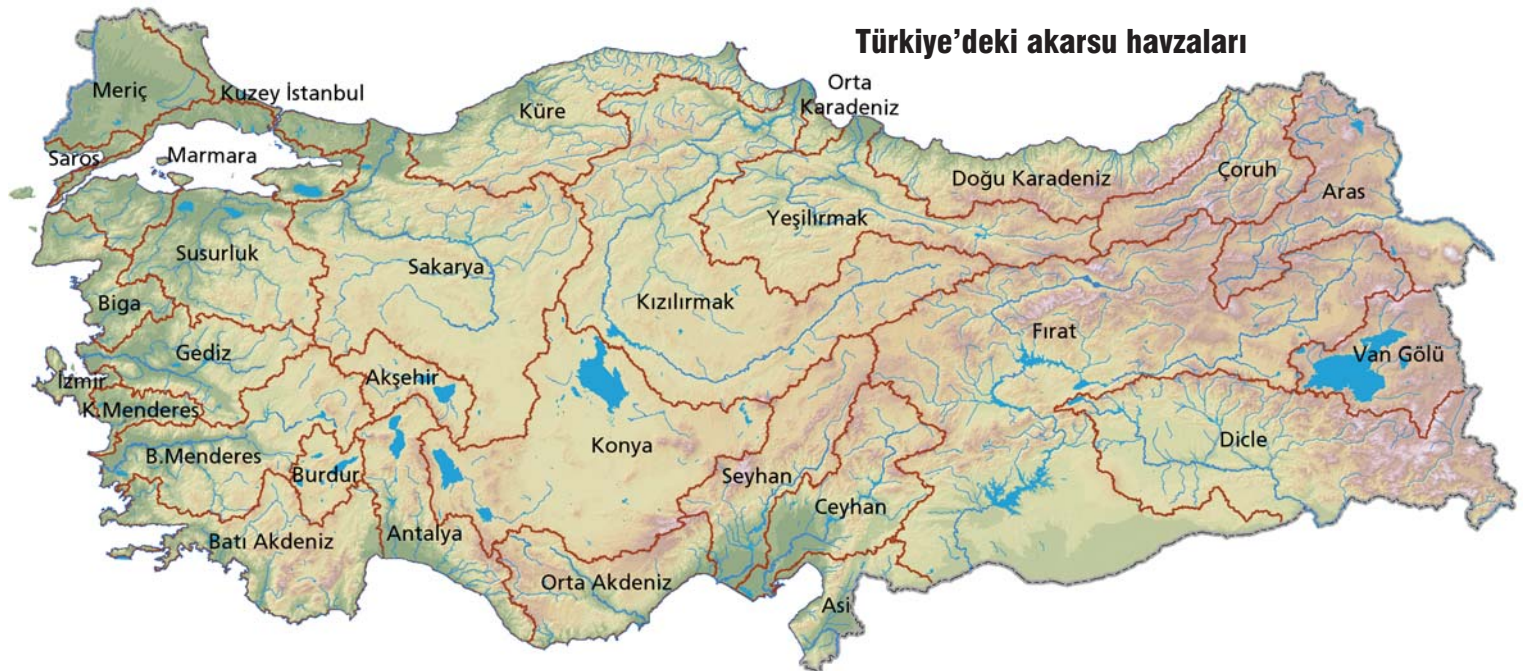 Türkiye’deki akarsu havzaları
Meriç
Kuzey İstanbul
Orta
Karadeniz
Küre
Saros
Marmara
Doğu Karadeniz
Çoruh
Aras
Yeşilırmak
Susurluk
Sakarya
Kızılırmak
Biga
Fırat
Gediz
Van Gölü
Akşehir
İzmir
K.Menderes
Konya
Dicle
B.Menderes
Burdur
Seyhan
Ceyhan
Batı Akdeniz
Antalya
Orta Akdeniz
Asi